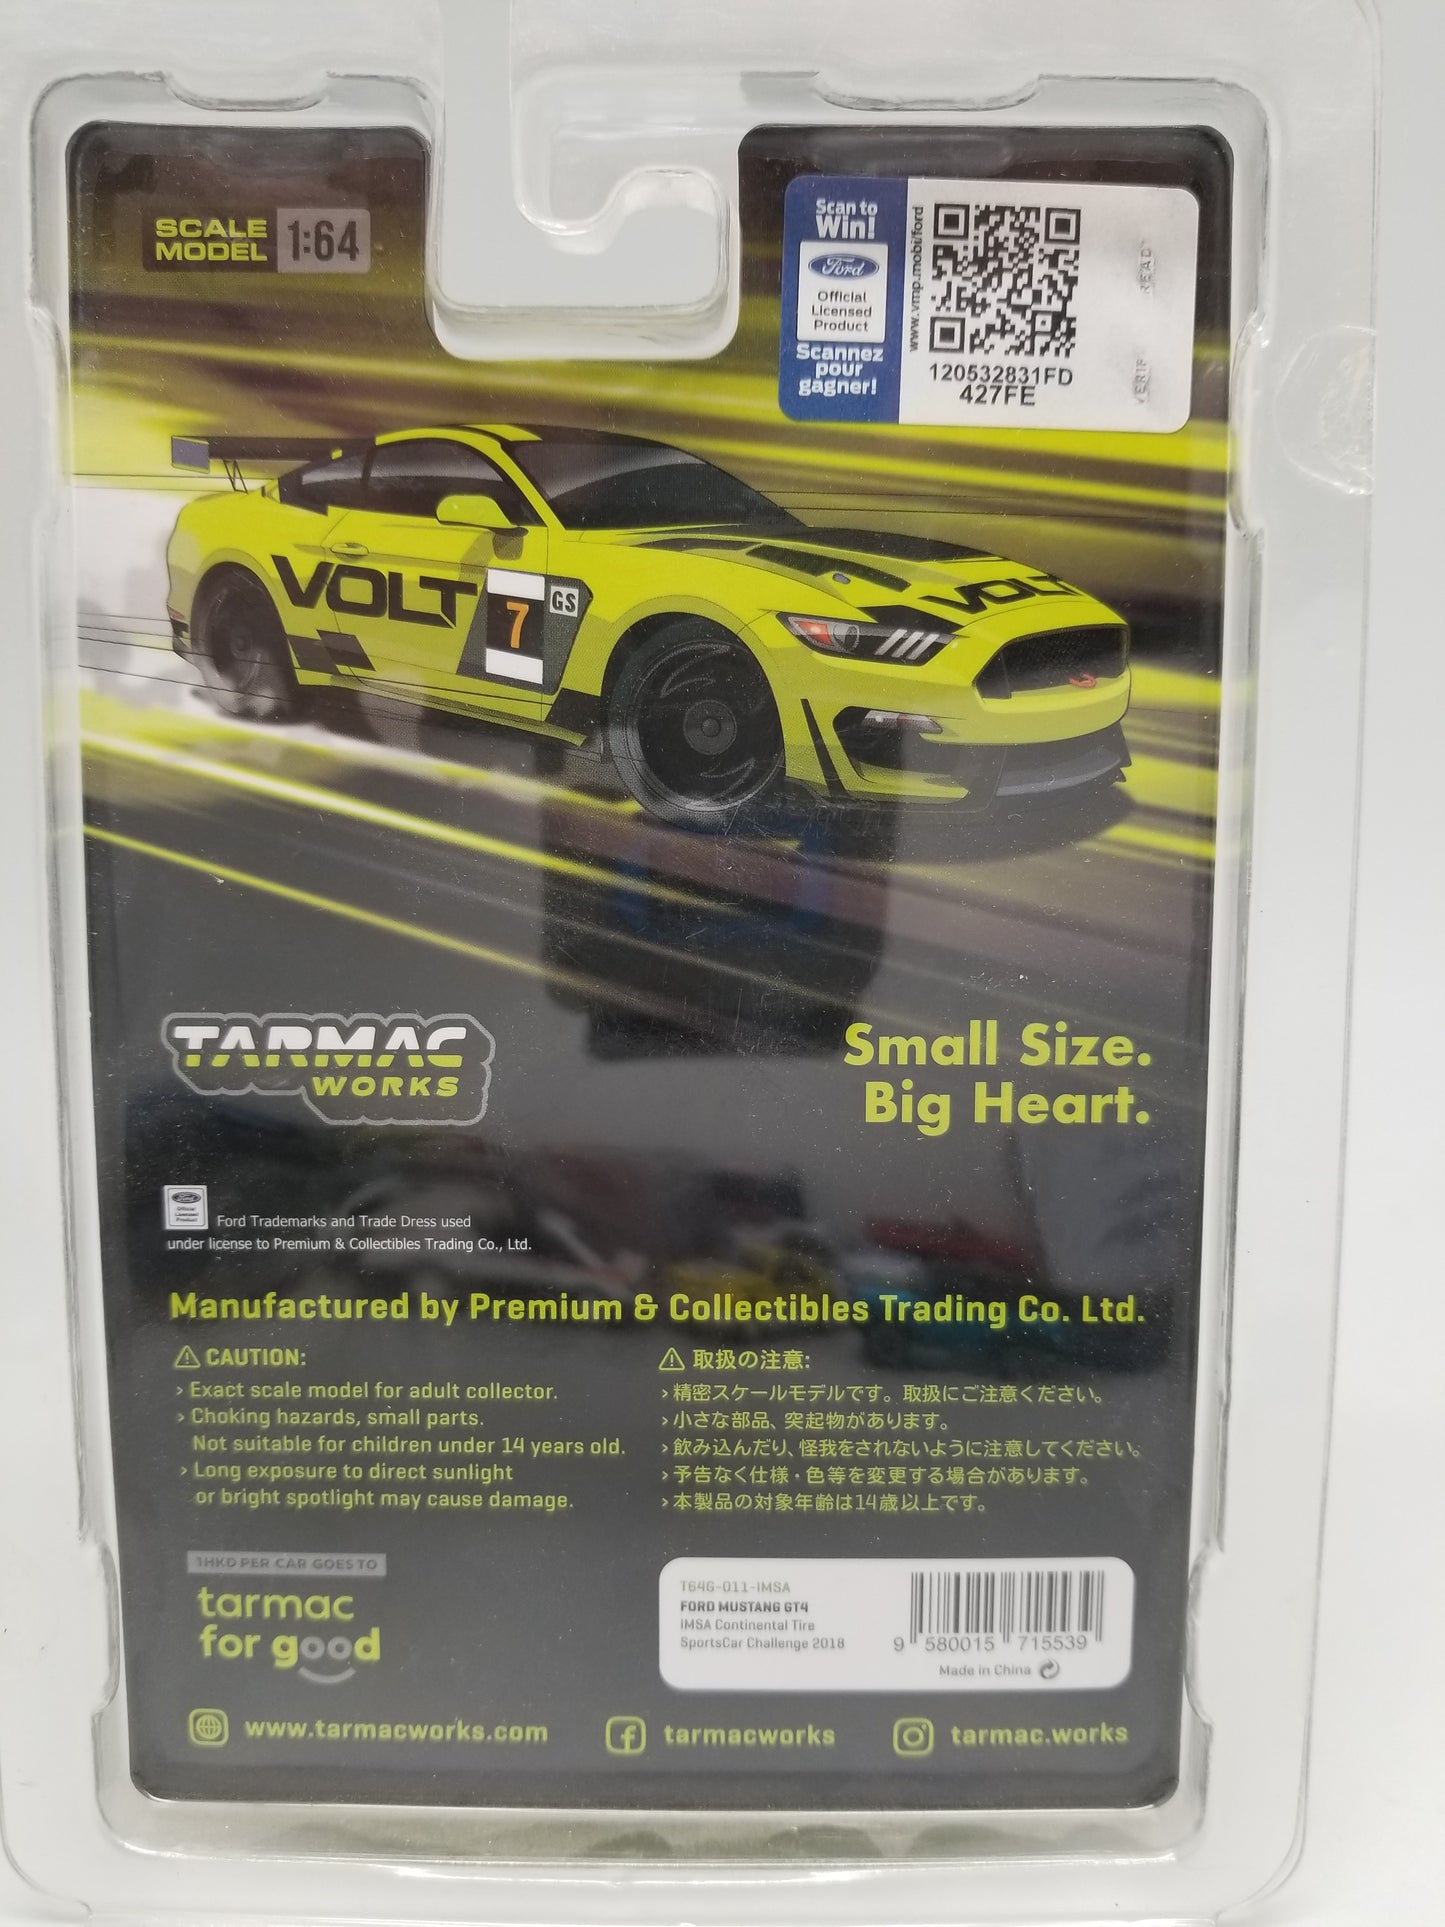 SCALE
MODEL 1:64
Scan to
Win!
Ford
Official
Licensed
Product
Scannez
pour
gagner!
www.vmp.mobi/ford
120532831FD
427FE
VOLT
7
GS
VOLT
TARMAC
WORKS
Small Size.
Big Heart.
Ford
Official
Licensed
Product
Ford Trademarks and Trade Dress used
under license to Premium & Collectibles Trading Co., Ltd.
Manufactured by Premium & Collectibles Trading Co. Ltd.
CAUTION:
› Exact scale model for adult collector.
› Choking hazards, small parts.
Not suitable for children under 14 years old.
› Long exposure to direct sunlight
or bright spotlight may cause damage.
取扱の注意:
› 精密スケールモデルです。取扱にご注意ください。
› 小さな部品、突起物があります。
› 飲み込んだり、怪我をされないように注意してください。
› 予告なく仕様・色等を変更する場合があります。
› 本製品の対象年齢は14歳以上です。
1HKD PER CAR GOES TO
tarmac
for good
T64G-011-IMSA
FORD MUSTANG GT4
IMSA Continental Tire
SportsCar Challenge 2018
9 580015 715539
Made in China
www.tarmacworks.com
tarmacworks
tarmac.works